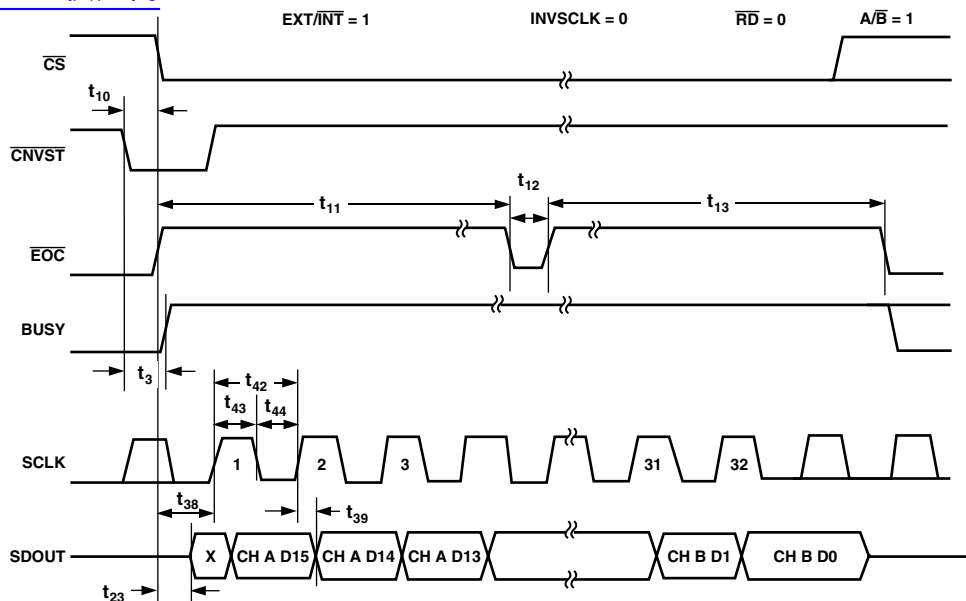 EXT/INT = 1 INVSCLK = 0 RD = 0 A/B = 1
CS
t10
CNVST
t11
t12
t13
EOC
BUSY
t3
t42
t43 t44
SCLK 1 2 3 31 32
t38
t39
SDOUT X CH A D15 CH A D14 CH A D13 CH B D1 CH B D0
t23